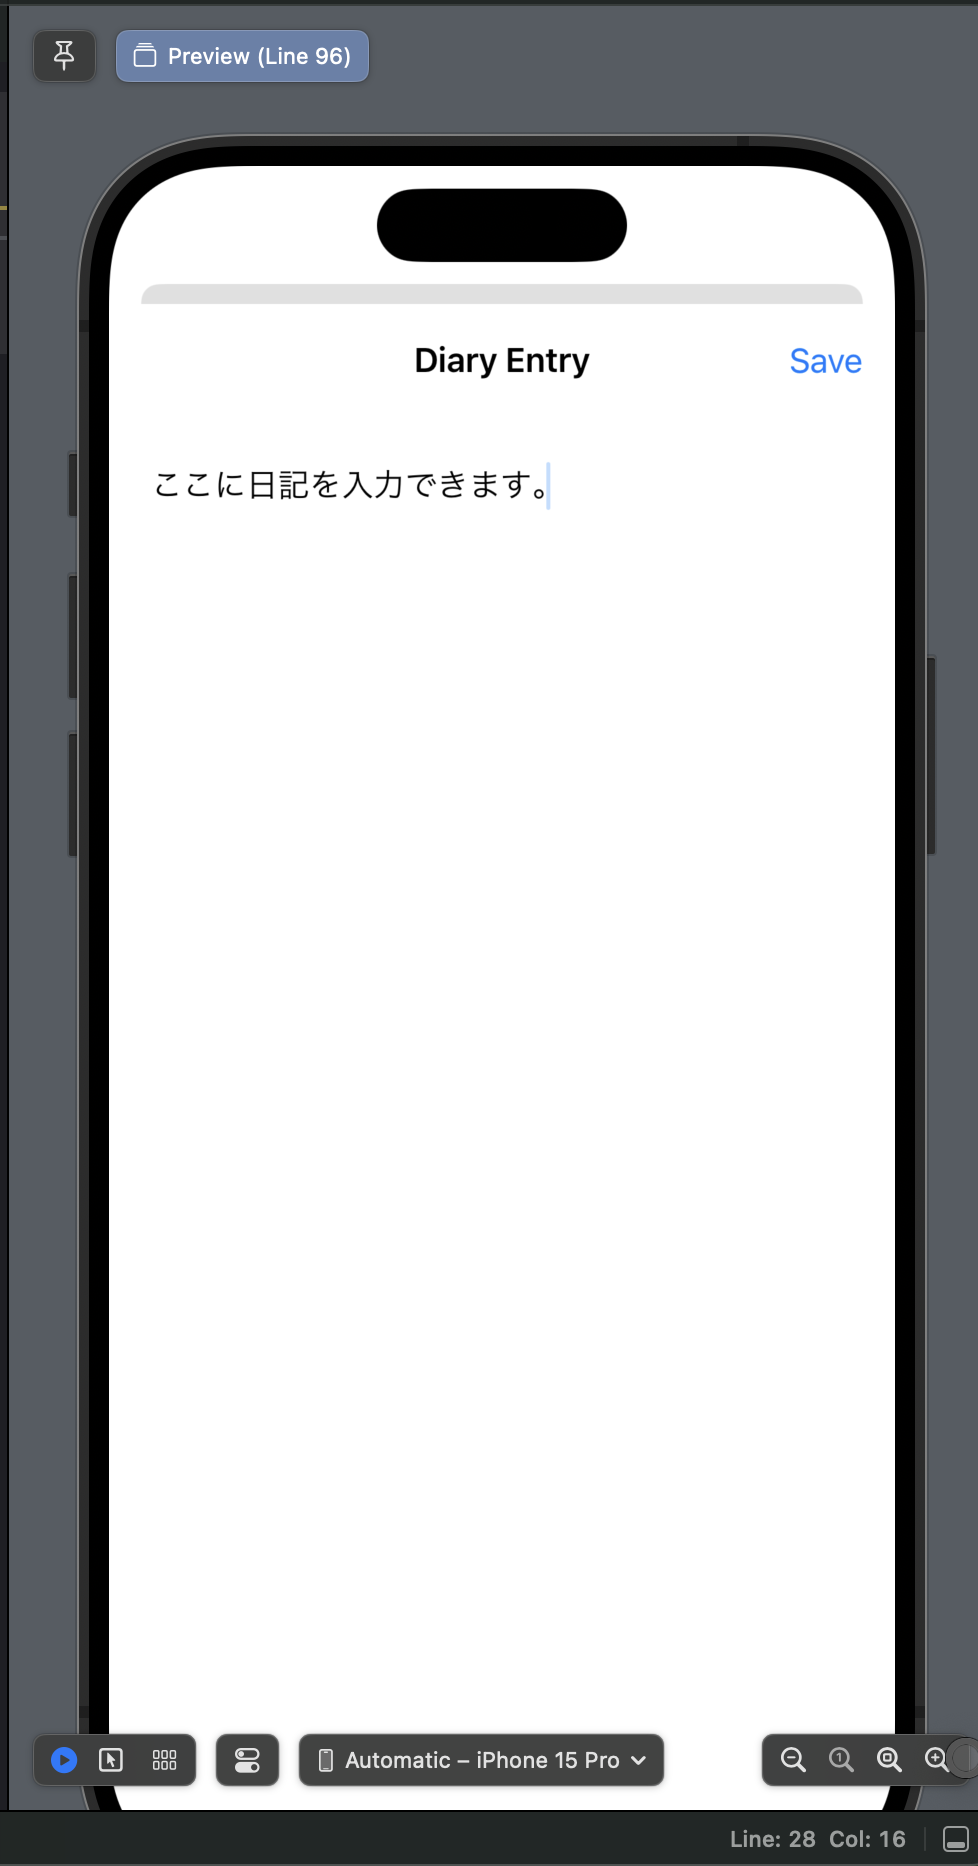 Preview (Line 96)
Diary Entry
Save
ここに日記を入力できます。
Automatic – iPhone 15 Pro
1
Line: 28 Col: 16